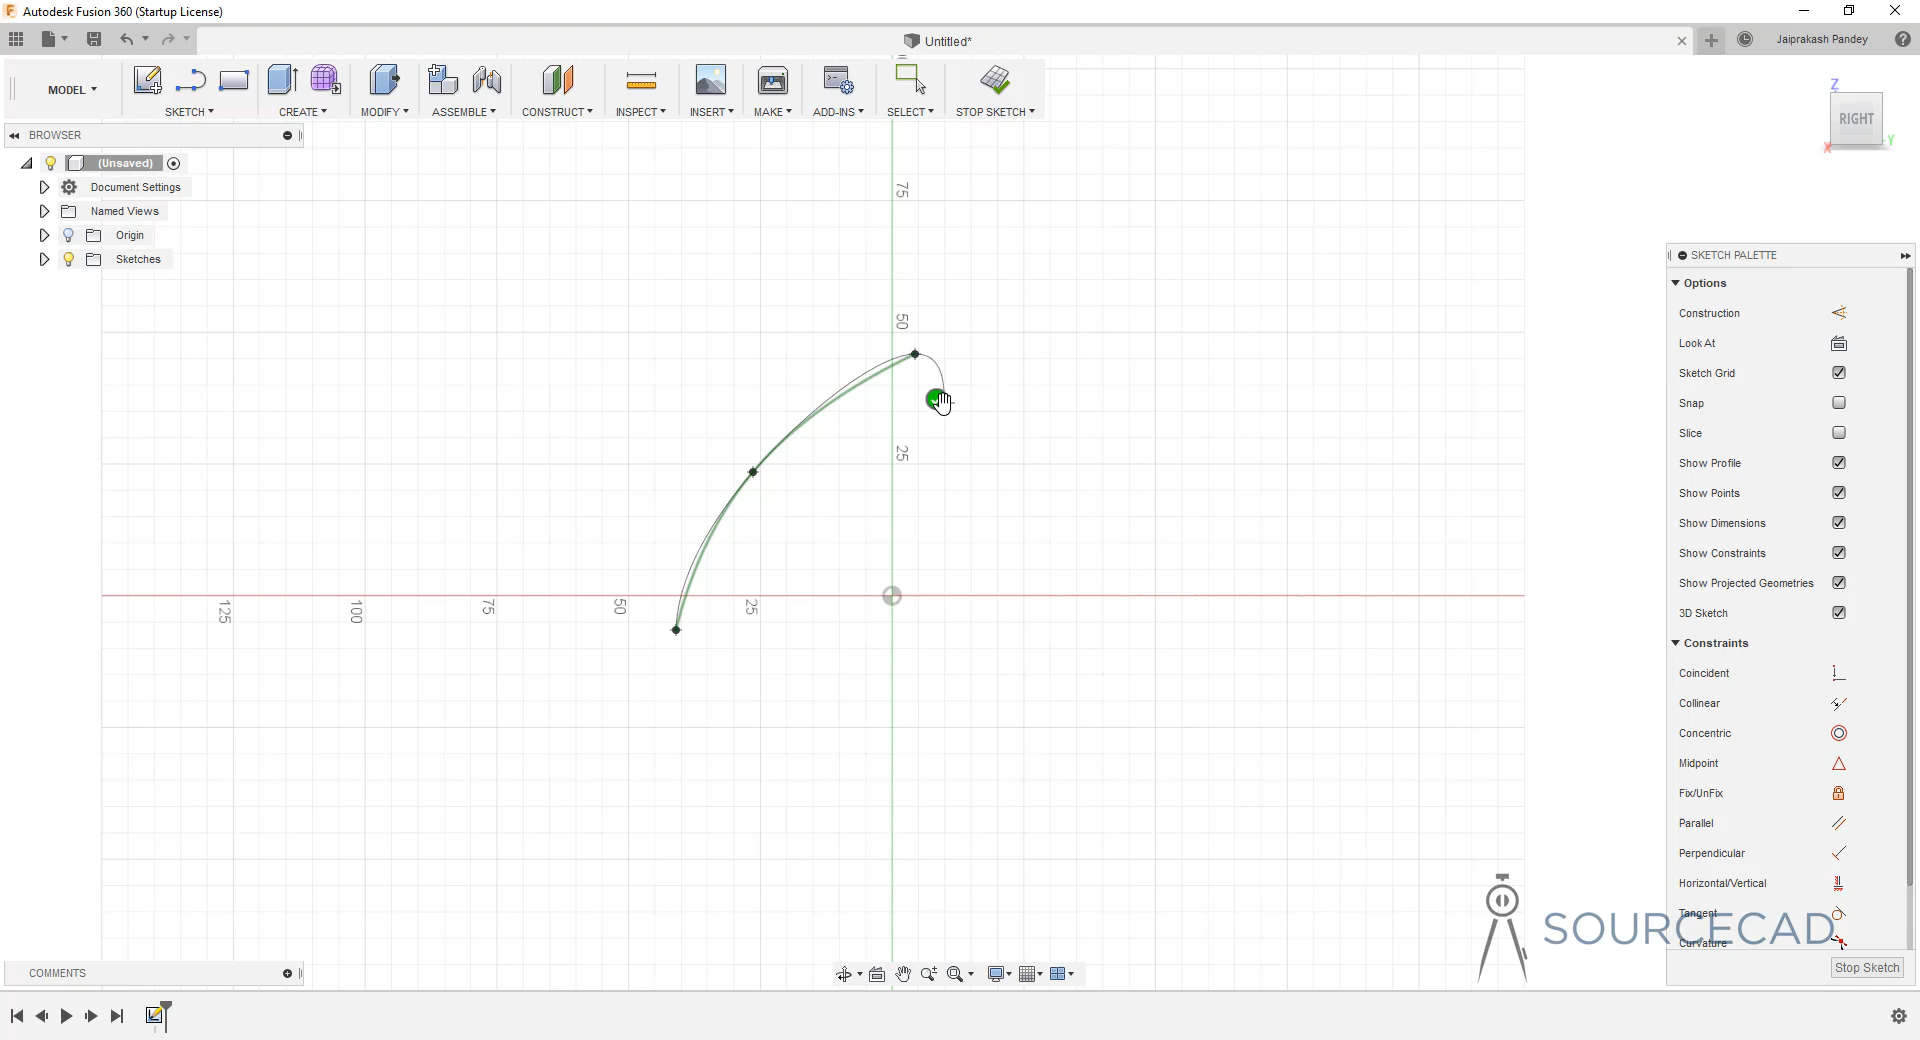 Autodesk Fusion 360 (Startup License)
Untitled*
Jaiprakash Pandey
MODEL
SKETCH
CREATE
MODIFY
ASSEMBLE
CONSTRUCT
INSPECT
INSERT
MAKE
ADD-INS
SELECT
STOP SKETCH
Z
RIGHT
X
Y
BROWSER
(Unsaved)
Document Settings
Named Views
Origin
Sketches
75
50
25
125
100
75
50
25
SKETCH PALETTE
Options
Construction
Look At
Sketch Grid
Snap
Slice
Show Profile
Show Points
Show Dimensions
Show Constraints
Show Projected Geometries
3D Sketch
Constraints
Coincident
Collinear
Concentric
Midpoint
Fix/UnFix
Parallel
Perpendicular
Horizontal/Vertical
Tangent
Curvature
SOURCECAD
Stop Sketch
COMMENTS